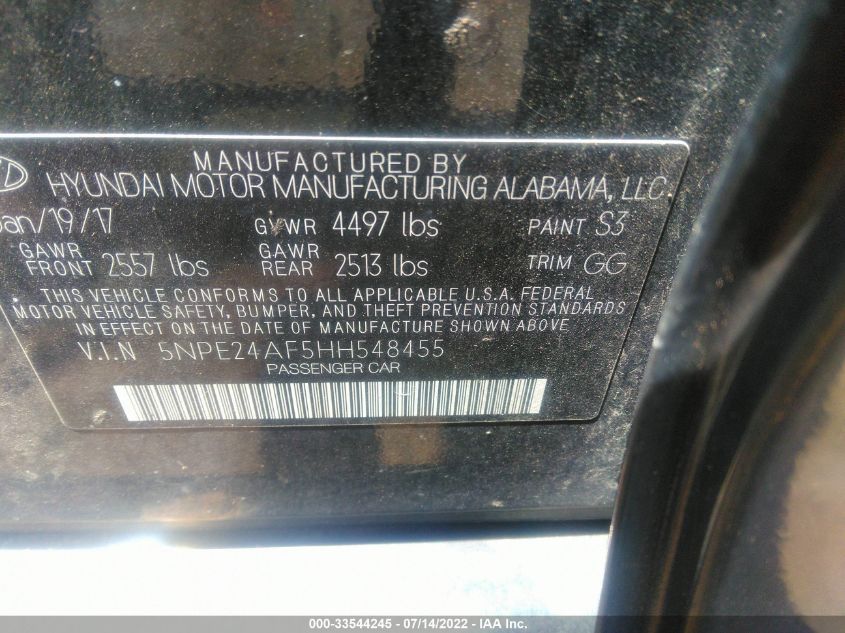 MANUFACTURED BY
HYUNDAI MOTOR MANUFACTURING ALABAMA, LLC.
Jan/19/17 GVWR 4497 lbs PAINT S3
GAWR FRONT 2557 lbs GAWR REAR 2513 lbs TRIM GG
THIS VEHICLE CONFORMS TO ALL APPLICABLE U.S.A. FEDERAL
MOTOR VEHICLE SAFETY, BUMPER, AND THEFT PREVENTION STANDARDS
IN EFFECT ON THE DATE OF MANUFACTURE SHOWN ABOVE
V.I.N 5NPE24AF5HH548455
PASSENGER CAR
000-33544245 - 07/14/2022 - IAA Inc.